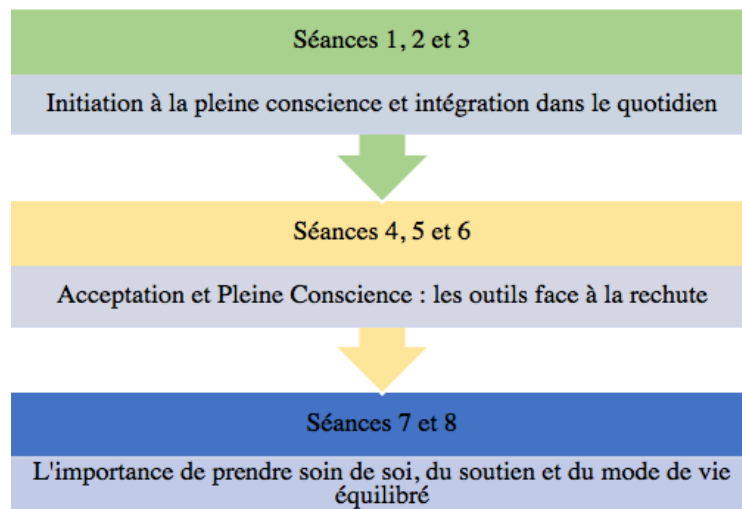 Séances 1, 2 et 3
Initiation à la pleine conscience et intégration dans le quotidien
Séances 4, 5 et 6
Acceptation et Pleine Conscience : les outils face à la rechute
Séances 7 et 8
L'importance de prendre soin de soi, du soutien et du mode de vie
équilibré